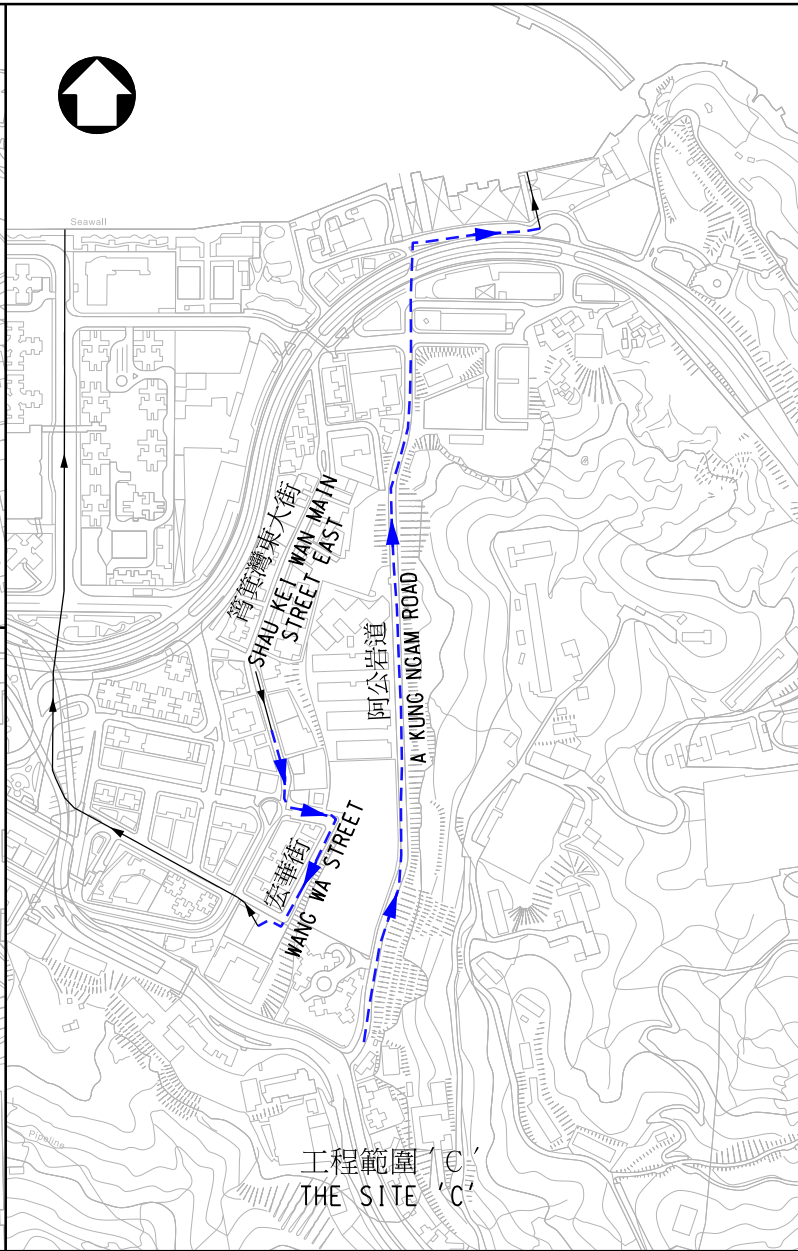 Seawall
筲箕灣東大街
SHAU KEI WAN MAIN
STREET EAST
阿公岩道
A KUNG NGAM ROAD
宏華街
WANG WA STREET
Pipeline
工程範圍 'C'
THE SITE 'C'